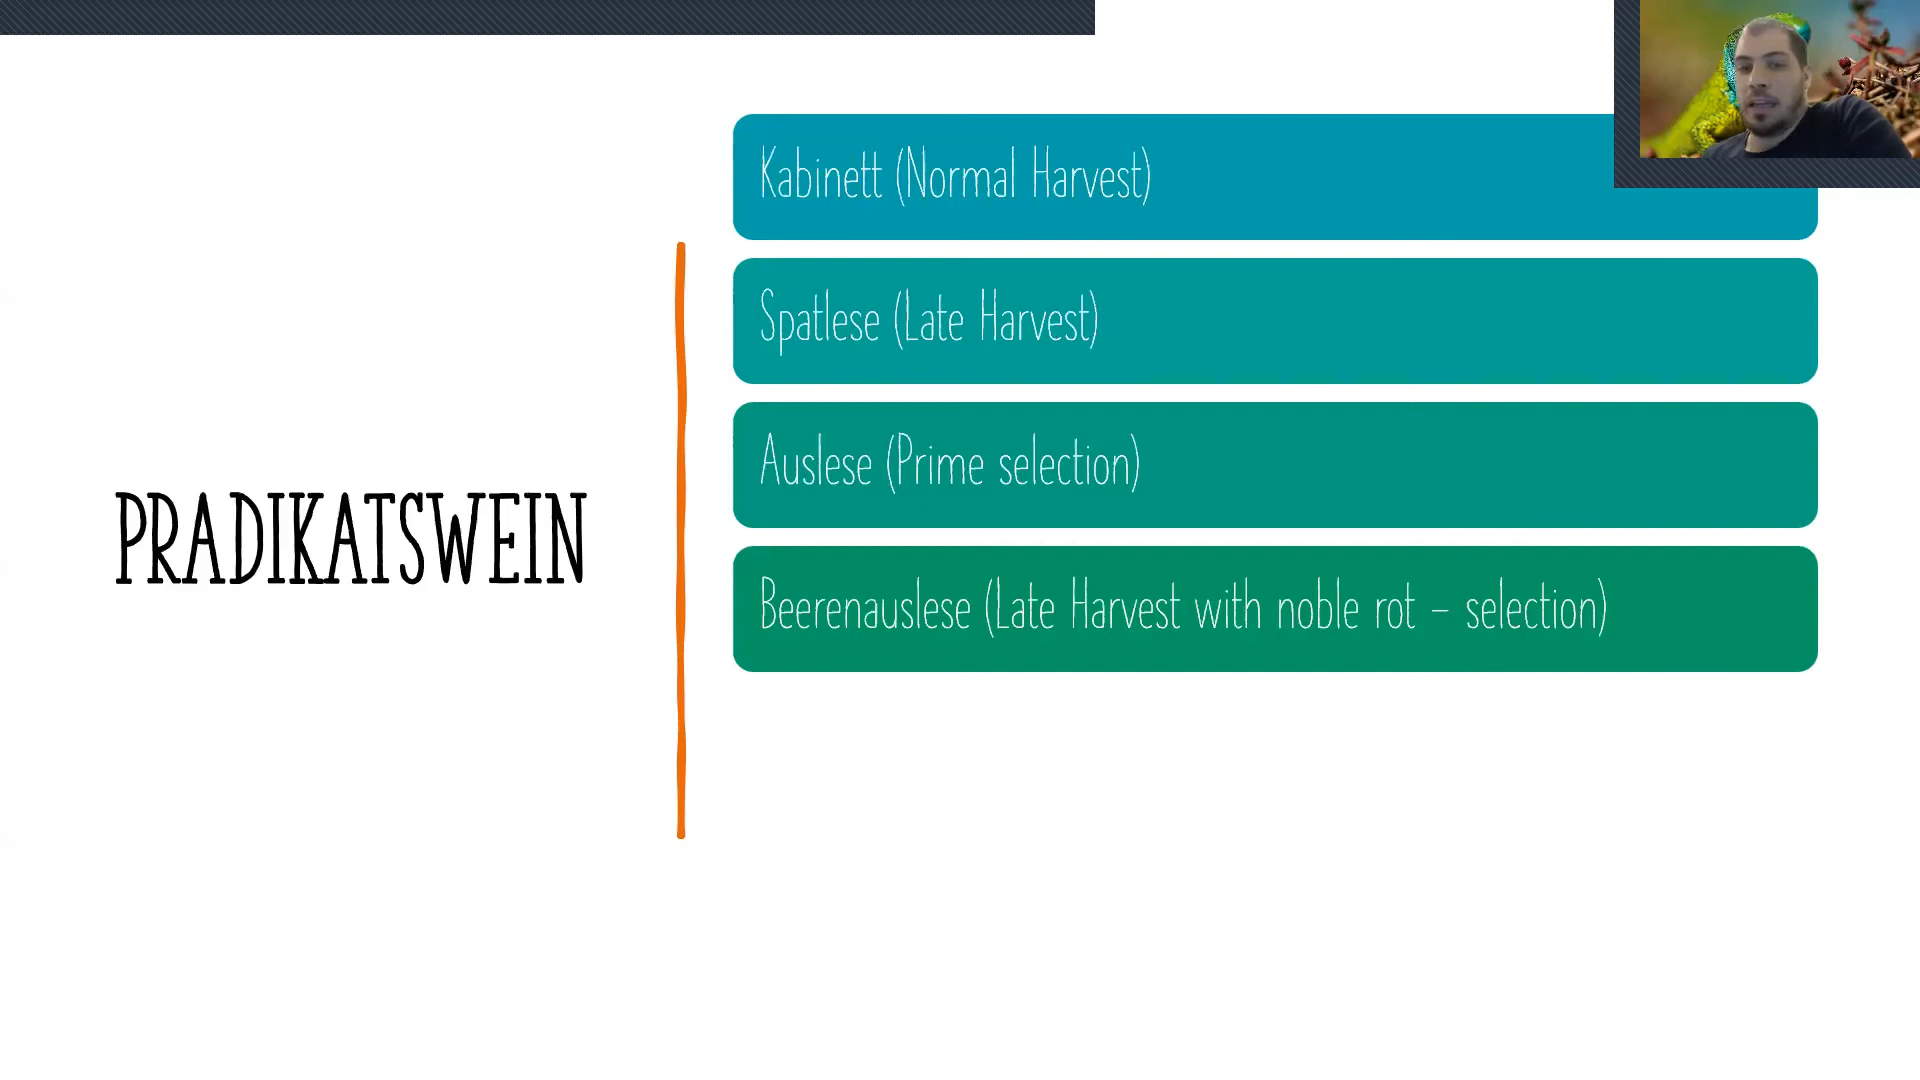 PRADIKATSWEIN
Kabinett (Normal Harvest)
Spatlese (Late Harvest)
Auslese (Prime selection)
Beerenauslese (Late Harvest with noble rot – selection)